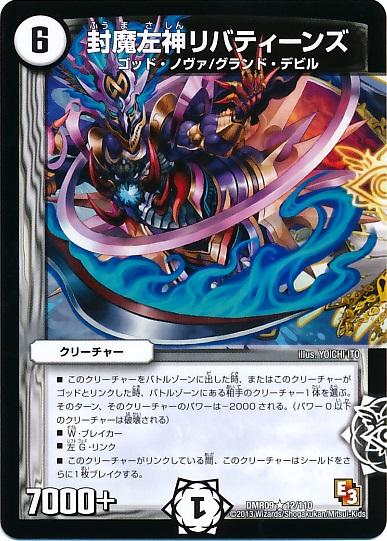 6
ふうまさしん
封魔左神リバティーンズ
ゴッド・ノヴァ/グランド・デビル
クリーチャー
illus. YOICHI ITO
■ このクリーチャーをバトルゾーンに出した時、またはこのクリーチャーが
ゴッドとリンクした時、バトルゾーンにある相手のクリーチャー1体を選ぶ。
そのターン、そのクリーチャーのパワーは-2000される。(パワー0以下
のクリーチャーは破壊される)
■ W・ブレイカー
■ 左G・リンク
■ このクリーチャーがリンクしている間、このクリーチャーはシールドをさ
らに1枚ブレイクする。
7000+
1
E3
DMR09 ★ 12/110
©2013 Wizards/Shogakukan/Mitsui-Kids